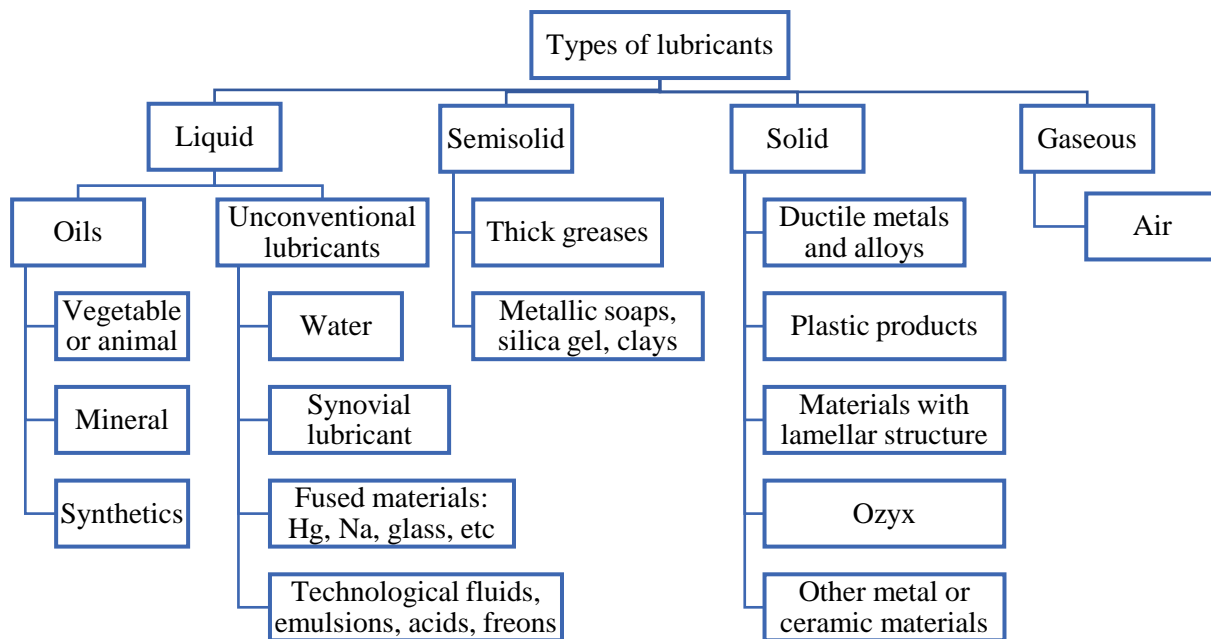 Types of lubricants
Liquid
Semisolid
Solid
Gaseous
Oils
Unconventional
lubricants
Thick greases
Ductile metals
and alloys
Air
Vegetable
or animal
Water
Metallic soaps,
silica gel, clays
Plastic products
Mineral
Synovial
lubricant
Materials with
lamellar structure
Synthetics
Fused materials:
Hg, Na, glass, etc
Ozyx
Technological fluids,
emulsions, acids, freons
Other metal or
ceramic materials